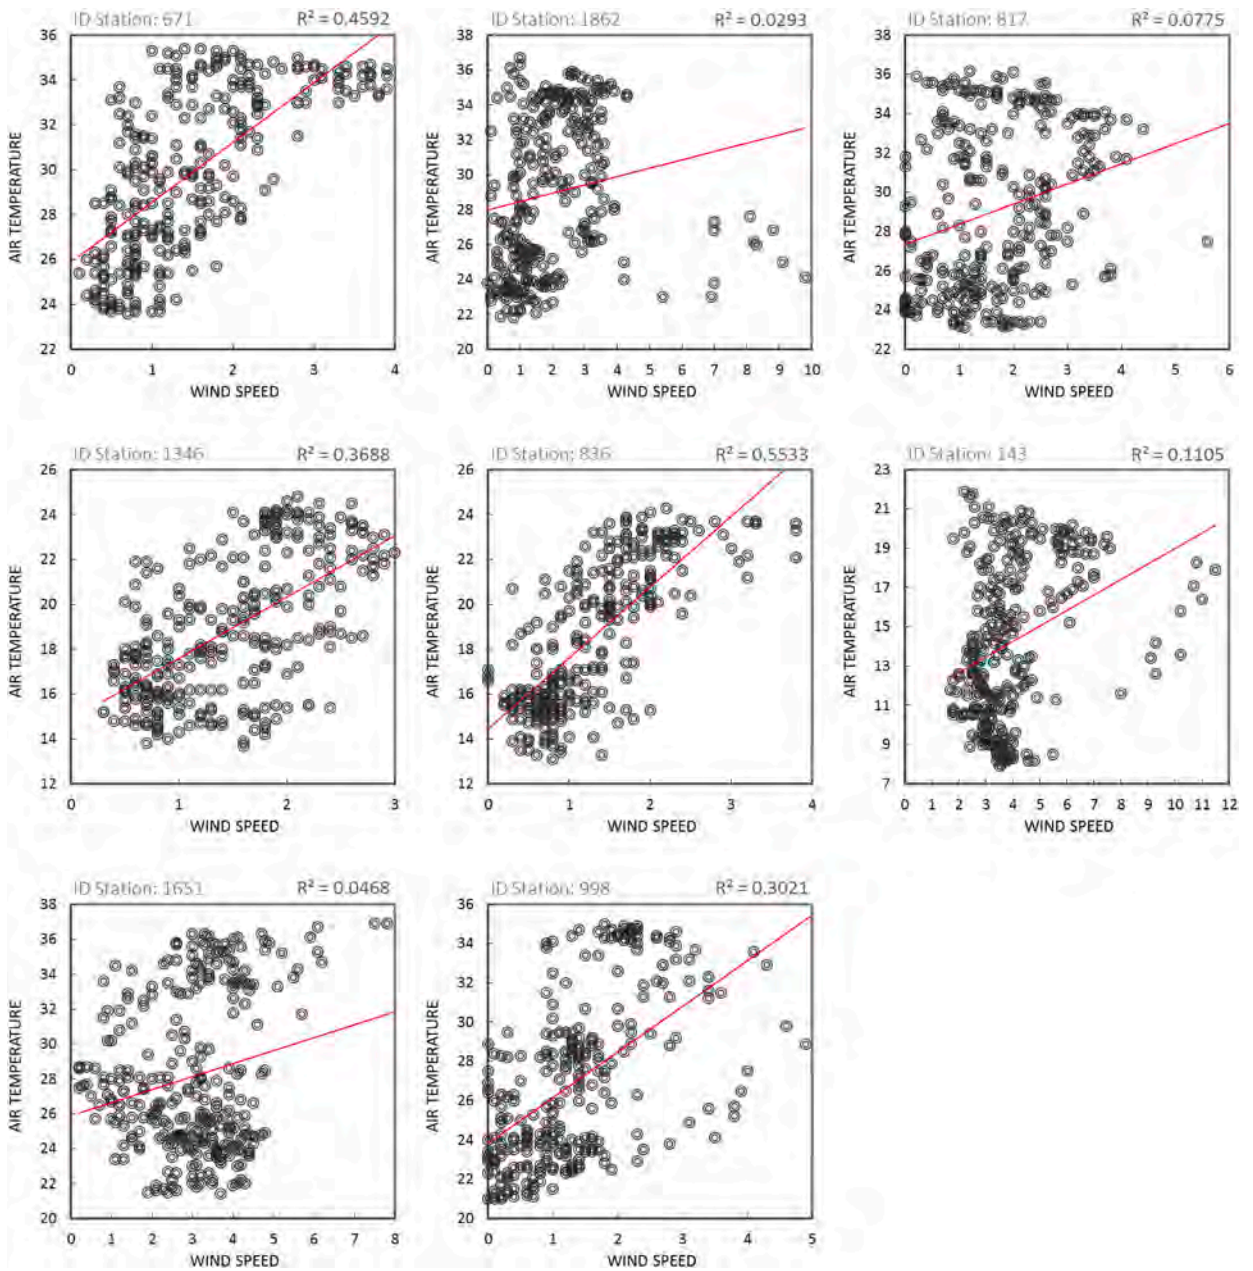 ID Station: 671 R² = 0.4592
36
34
32
30
28
26
24
22
AIR TEMPERATURE
0 1 2 3 4
WIND SPEED
ID Station: 1862 R² = 0.0293
38
36
34
32
30
28
26
24
22
20
AIR TEMPERATURE
0 1 2 3 4 5 6 7 8 9 10
WIND SPEED
ID Station: 817 R² = 0.0775
38
36
34
32
30
28
26
24
22
AIR TEMPERATURE
0 1 2 3 4 5 6
WIND SPEED
ID Station: 1346 R² = 0.3688
26
24
22
20
18
16
14
12
AIR TEMPERATURE
0 1 2 3
WIND SPEED
ID Station: 836 R² = 0.5533
26
24
22
20
18
16
14
12
AIR TEMPERATURE
0 1 2 3 4
WIND SPEED
ID Station: 143 R² = 0.1105
23
21
19
17
15
13
11
9
7
AIR TEMPERATURE
0 1 2 3 4 5 6 7 8 9 10 11 12
WIND SPEED
ID Station: 1651 R² = 0.0468
38
36
34
32
30
28
26
24
22
20
AIR TEMPERATURE
0 1 2 3 4 5 6 7 8
WIND SPEED
ID Station: 998 R² = 0.3021
36
34
32
30
28
26
24
22
20
AIR TEMPERATURE
0 1 2 3 4 5
WIND SPEED